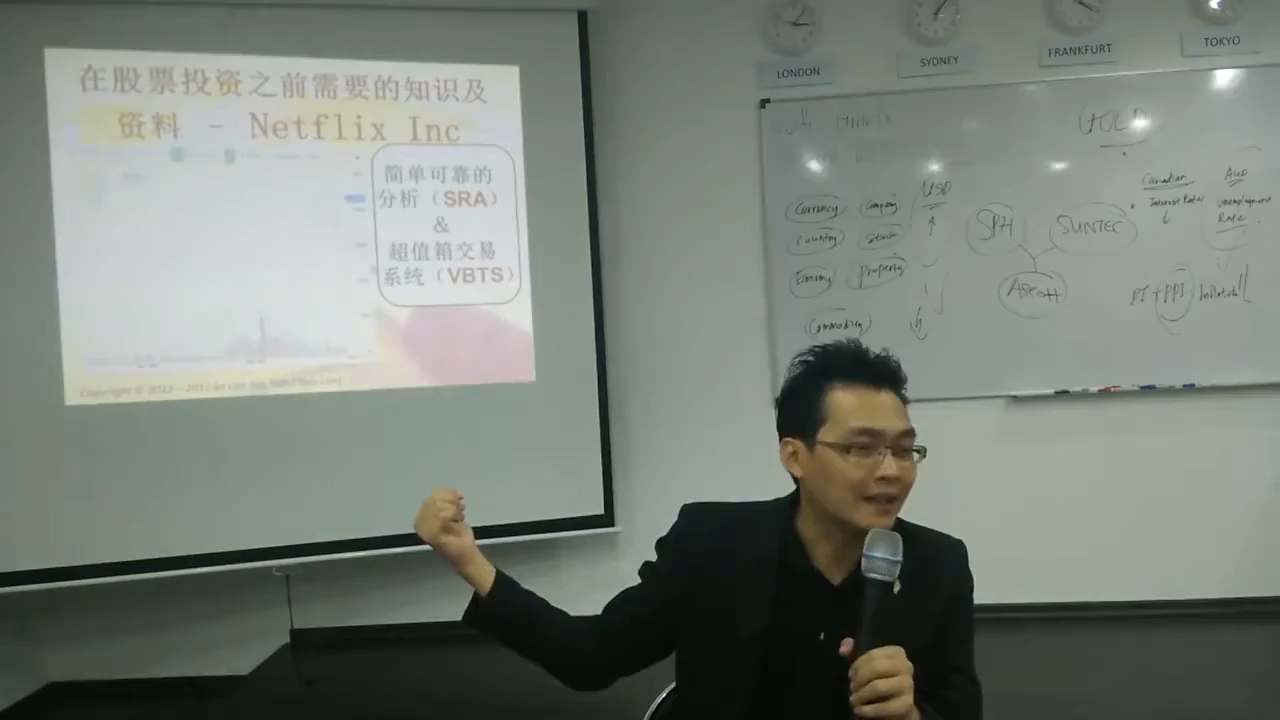 在股票投资之前需要的知识及
资料 - Netflix Inc
简单可靠的
分析（SRA）
&
超值箱交易
系统（VBTS）
LONDON
SYDNEY
FRANKFURT
TOKYO
GOLD
Currency
Company
USD
Country
Economy
Property
Commodity
SPH
SUNTEC
Ascott
Canadian
Interest Rate
AUD
unemployment
Rate